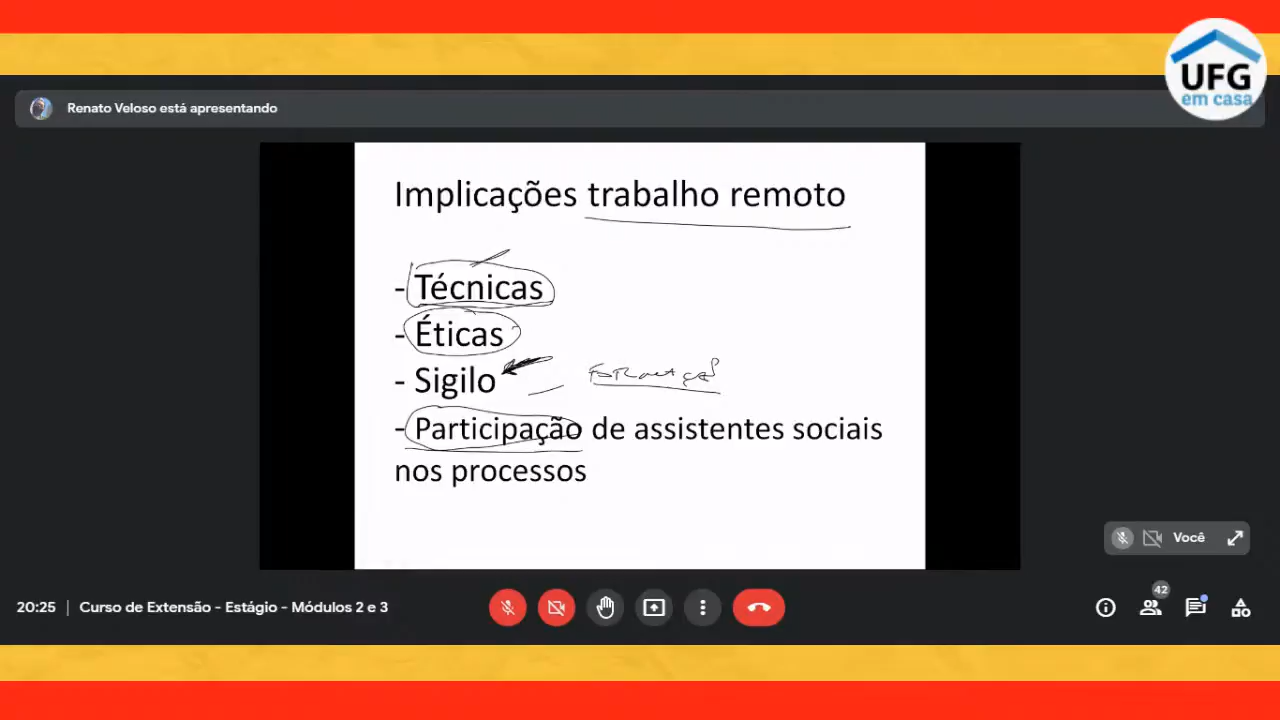 UFG
em casa
Renato Veloso está apresentando
Implicações trabalho remoto
- Técnicas
- Éticas
- Sigilo
FORMAÇÃO
- Participação de assistentes sociais
nos processos
Você
20:25 | Curso de Extensão - Estágio - Módulos 2 e 3
42